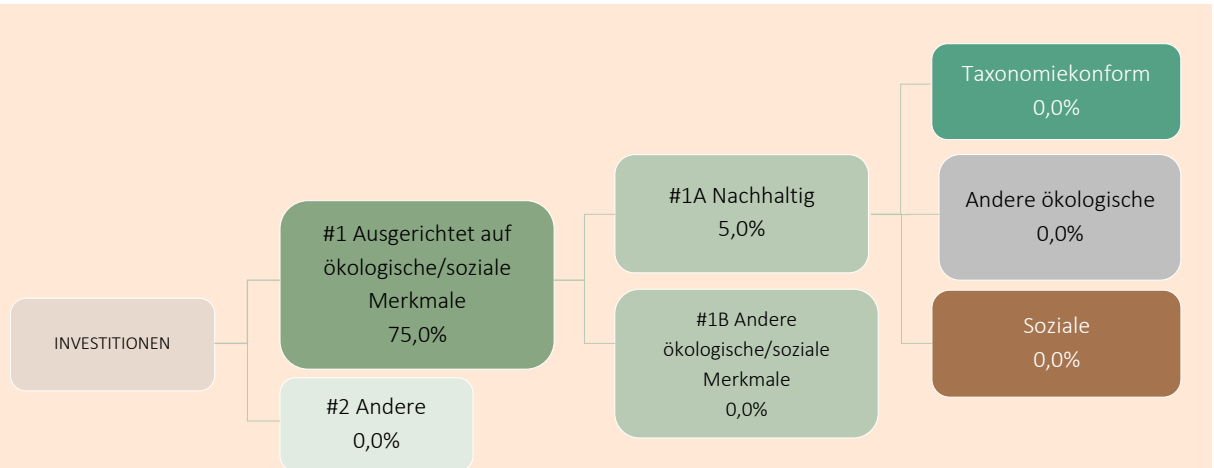 INVESTITIONEN
#1 Ausgerichtet auf
ökologische/soziale
Merkmale
75,0%
#2 Andere
0,0%
#1A Nachhaltig
5,0%
#1B Andere
ökologische/soziale
Merkmale
0,0%
Taxonomiekonform
0,0%
Andere ökologische
0,0%
Soziale
0,0%